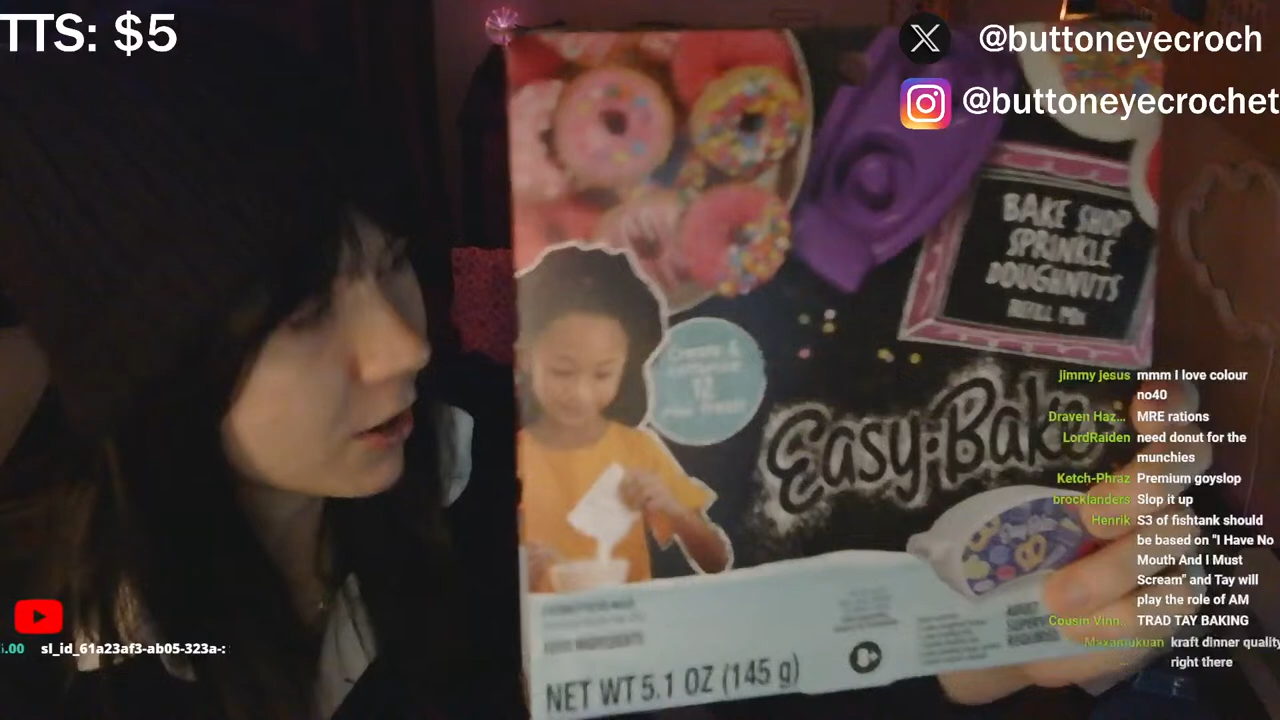 TTS: $5
@buttoneyecroch
@buttoneyecrochet
BAKE SHOP
SPRINKLE
DOUGHNUTS
REFILL MIX
Create &
12
Easy-Bake
NET WT 5.1 OZ (145 g)
jimmy jesus mmm I love colour
no40
Draven Haz... MRE rations
LordRaiden need donut for the
munchies
Ketch-Phraz Premium goyslop
brocklanders Slop it up
Henrik S3 of fishtank should
be based on "I Have No
Mouth And I Must
Scream" and Tay will
play the role of AM
Cousin Vinn... TRAD TAY BAKING
Maxamukuan kraft dinner quality
right there
.00 sl_id_61a23af3-ab05-323a-: